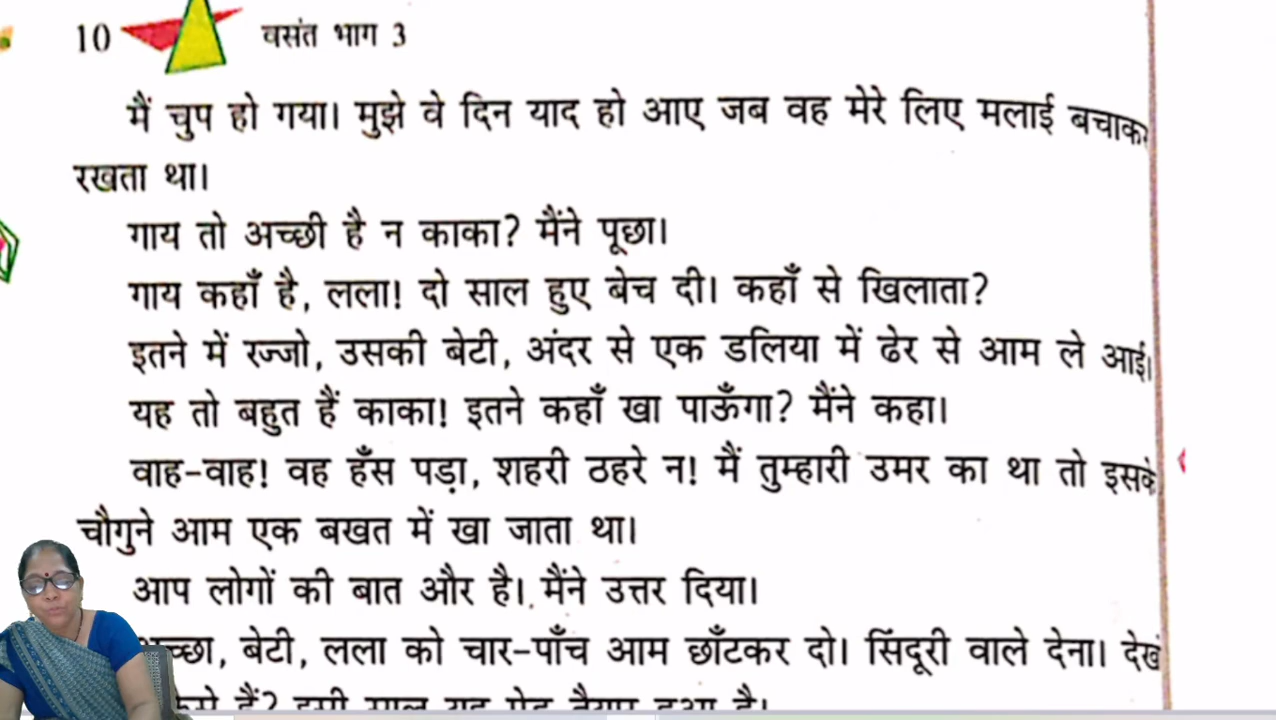 10 वसंत भाग 3
मैं चुप हो गया। मुझे वे दिन याद हो आए जब वह मेरे लिए मलाई बचाकर
रखता था।
गाय तो अच्छी है न काका? मैंने पूछा।
गाय कहाँ है, लला! दो साल हुए बेच दी। कहाँ से खिलाता?
इतने में रज्जो, उसकी बेटी, अंदर से एक डलिया में ढेर से आम ले आई।
यह तो बहुत हैं काका! इतने कहाँ खा पाऊँगा? मैंने कहा।
वाह-वाह! वह हँस पड़ा, शहरी ठहरे न! मैं तुम्हारी उमर का था तो इसके
चौगुने आम एक बखत में खा जाता था।
आप लोगों की बात और है। मैंने उत्तर दिया।
अच्छा, बेटी, लला को चार-पाँच आम छाँटकर दो। सिंदूरी वाले देना। देखो
कैसे हैं? इसी साल यह पेड़ तैयार हुआ है।